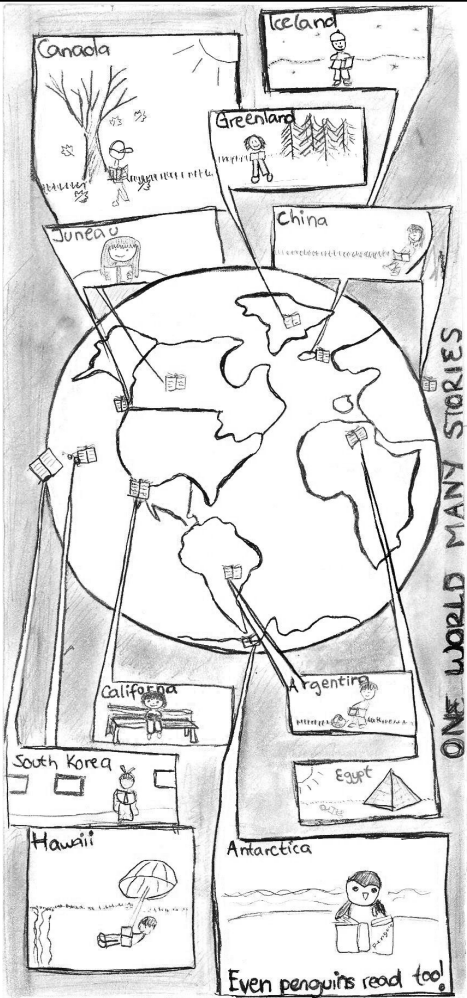 Iceland
Canada
Greenland
China
Juneau
ONE WORLD MANY STORIES
California
Argentina
South Korea
Egypt
Hawaii
Antarctica
Even penguins read too!